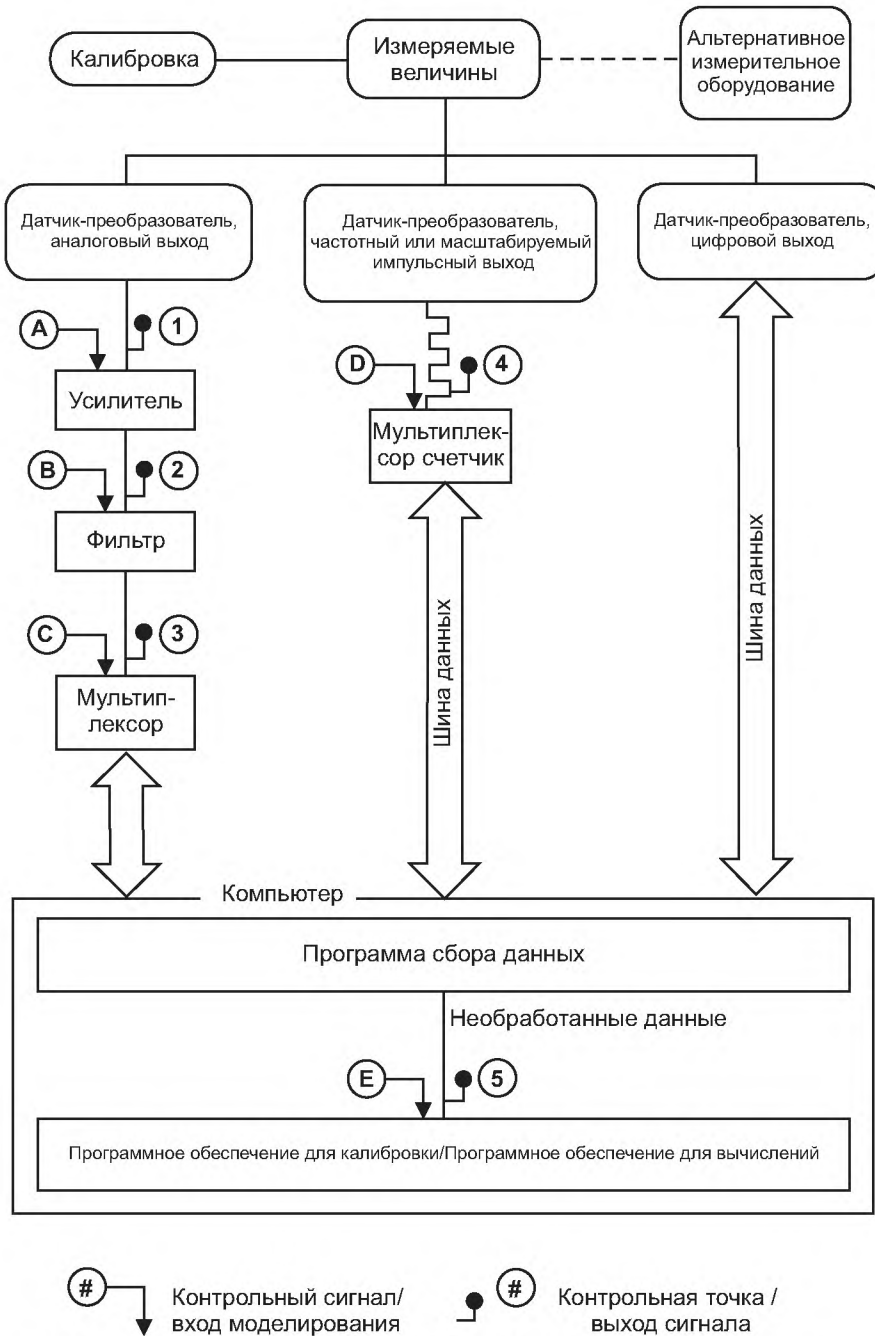 Калибровка
Измеряемые
величины
Альтернативное
измерительное
оборудование
Датчик-преобразователь,
аналоговый выход
Датчик-преобразователь,
частотный или масштабируемый
импульсный выход
Датчик-преобразователь,
цифровой выход
A
1
Усилитель
D
4
Мультиплек-
сор счетчик
B
2
Фильтр
C
3
Мультип-
лексор
Шина данных
Шина данных
Компьютер
Программа сбора данных
Необработанные данные
E
5
Программное обеспечение для калибровки/Программное обеспечение для вычислений
#
Контрольный сигнал/
вход моделирования
#
Контрольная точка /
выход сигнала